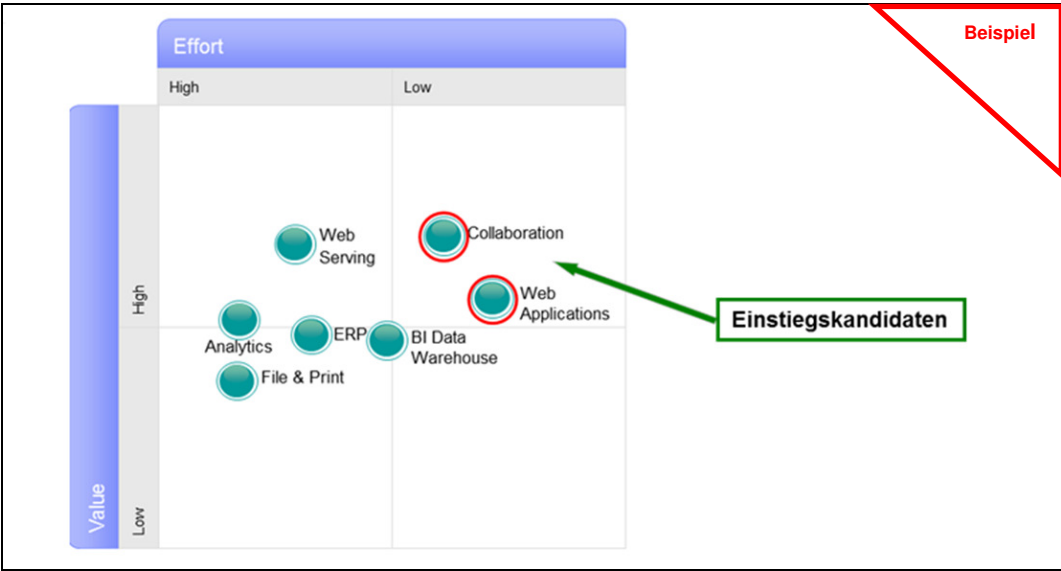 Beispiel
Effort
High
Low
Value
High
Low
Web
Serving
Collaboration
Web
Applications
Analytics
ERP
BI Data
Warehouse
File & Print
Einstiegskandidaten